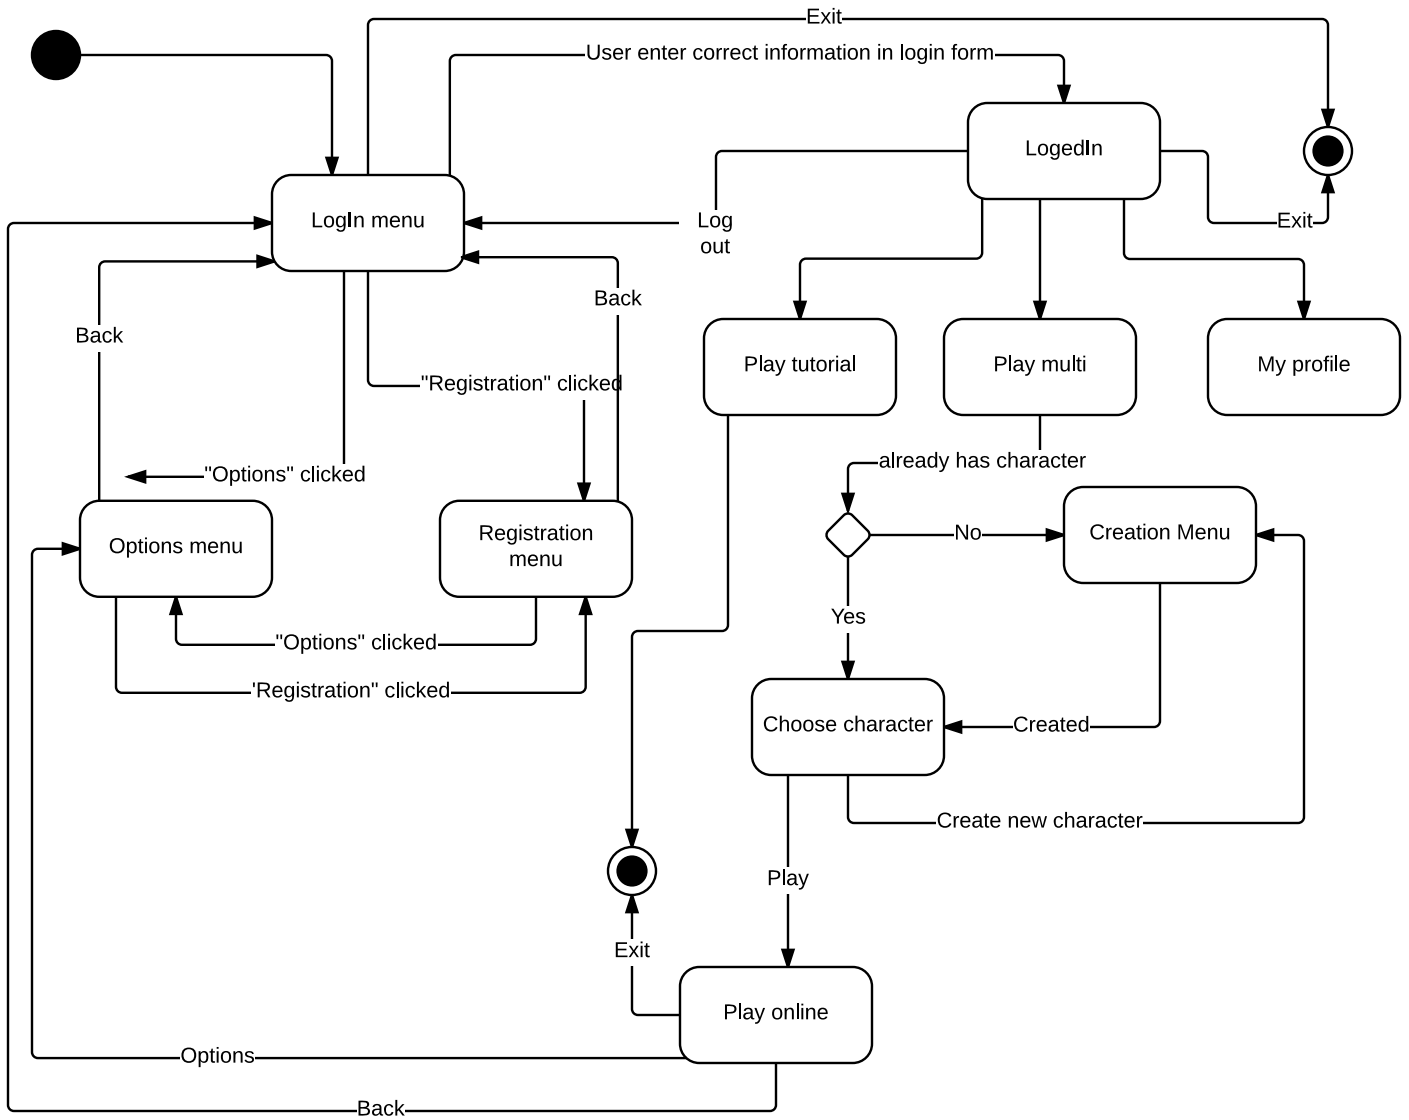 Exit
User enter correct information in login form
LogedIn
LogIn menu
Log
out
Exit
Back
Back
Play tutorial
Play multi
My profile
"Registration" clicked
already has character
"Options" clicked
Options menu
Registration
menu
No
Creation Menu
Yes
"Options" clicked
'Registration" clicked
Choose character
Created
Create new character
Play
Exit
Play online
Options
Back